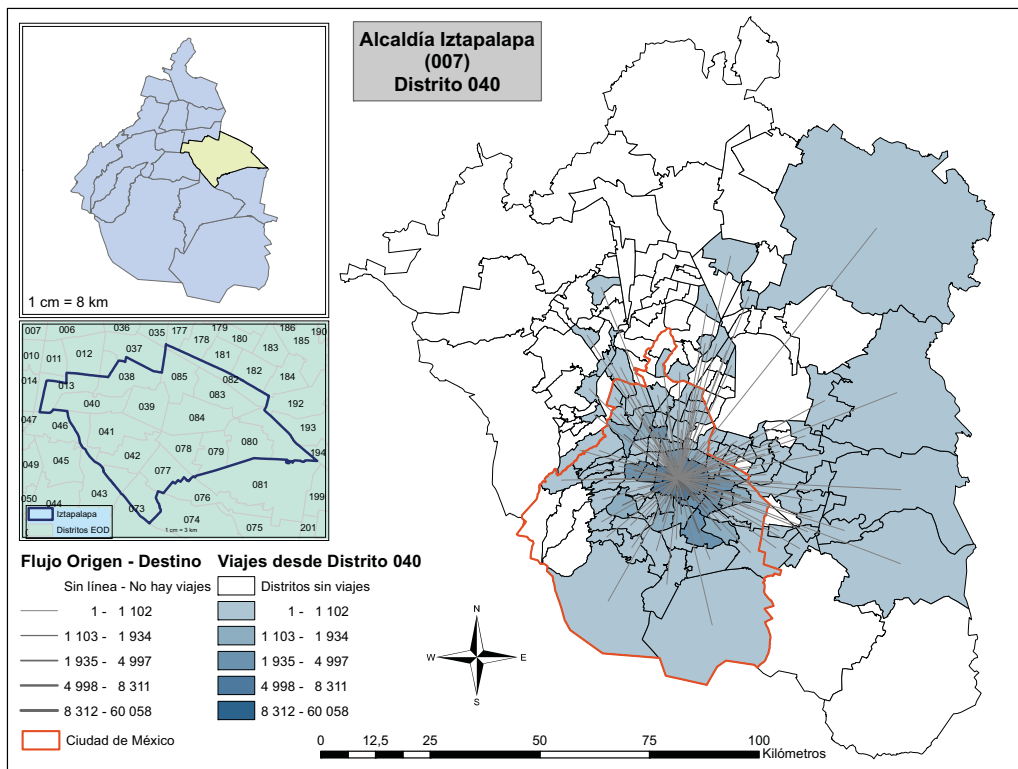 Alcaldía Iztapalapa
(007)
Distrito 040
1 cm = 8 km
007 006 036 035 177 179 186 190
178 180 185
010 011 012 037 181 183
014 013 038 085 082 182 184
083
040 039 192
047 046 041 084 193
042 078 079 080 194
049 045 077 081
050 044 043 073 076 199
074 075 201
Iztapalapa
Distritos EOD
1 cm = 3 km
Flujo Origen - Destino
Sin línea - No hay viajes
1 - 1 102
1 103 - 1 934
1 935 - 4 997
4 998 - 8 311
8 312 - 60 058
Ciudad de México
Viajes desde Distrito 040
Distritos sin viajes
1 - 1 102
1 103 - 1 934
1 935 - 4 997
4 998 - 8 311
8 312 - 60 058
N
W E
S
0 12,5 25 50 75 100
Kilómetros